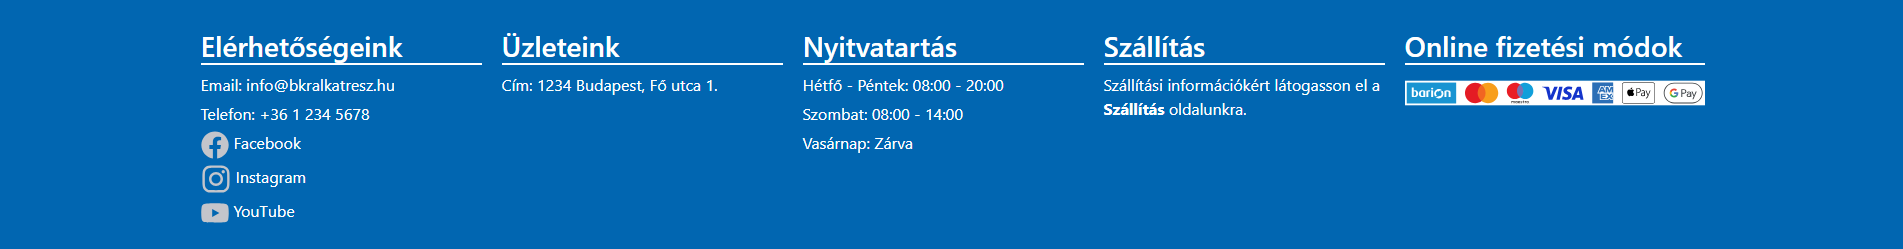 Elérhetőségeink
Email: info@bkralkatresz.hu
Telefon: +36 1 234 5678
Facebook
Instagram
YouTube
Üzleteink
Cím: 1234 Budapest, Fő utca 1.
Nyitvatartás
Hétfő - Péntek: 08:00 - 20:00
Szombat: 08:00 - 14:00
Vasárnap: Zárva
Szállítás
Szállítási információkért látogasson el a
Szállítás oldalunkra.
Online fizetési módok
barion maestro VISA AMEX Pay G Pay